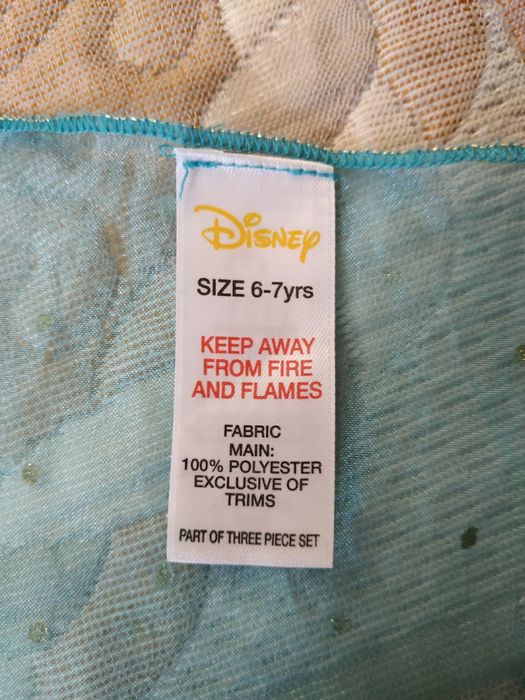 Disney
SIZE 6-7yrs
KEEP AWAY
FROM FIRE
AND FLAMES
FABRIC
MAIN:
100% POLYESTER
EXCLUSIVE OF
TRIMS
PART OF THREE PIECE SET